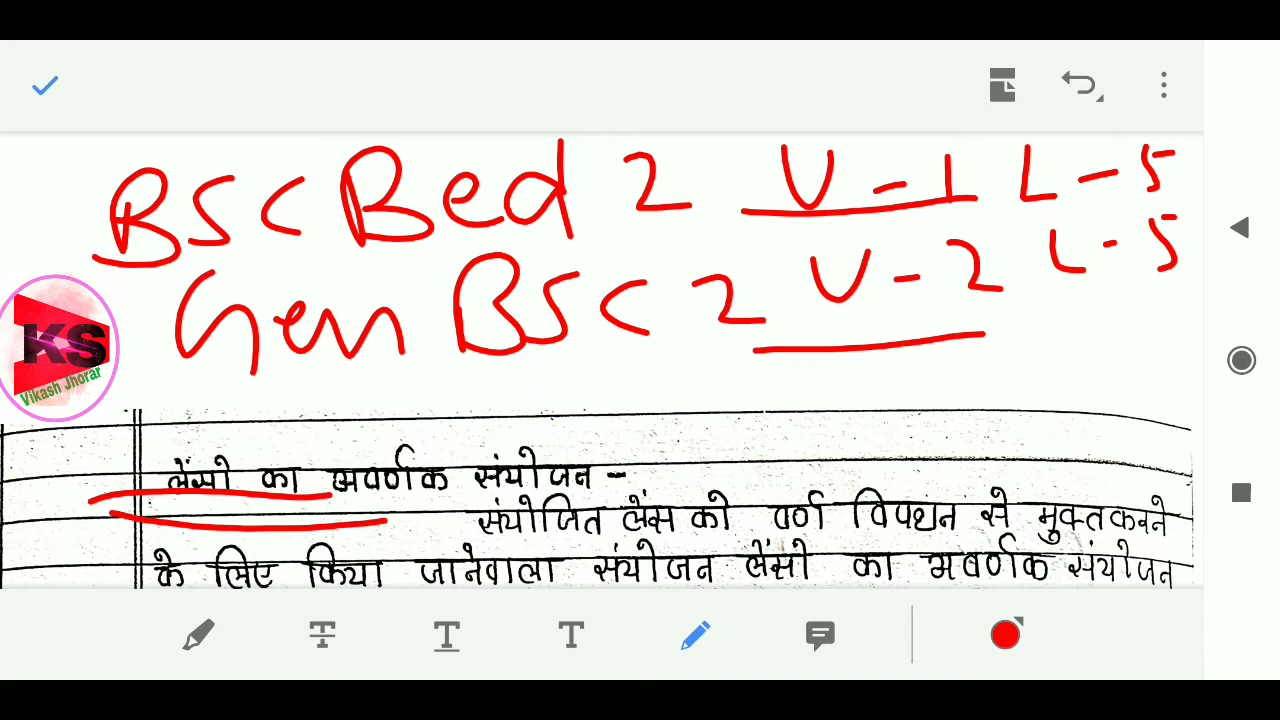 BSc Bed 2 U-1 L-5
Gen BSc 2 U-2 L-5
KS
Vikash Jhorar
लेंसो का अवर्णक संयोजन -
संयोजित लेंस को वर्ण विपथन से मुक्त करने
के लिए किया जानेवाला संयोजन लेंसो का अवर्णक संयोजन